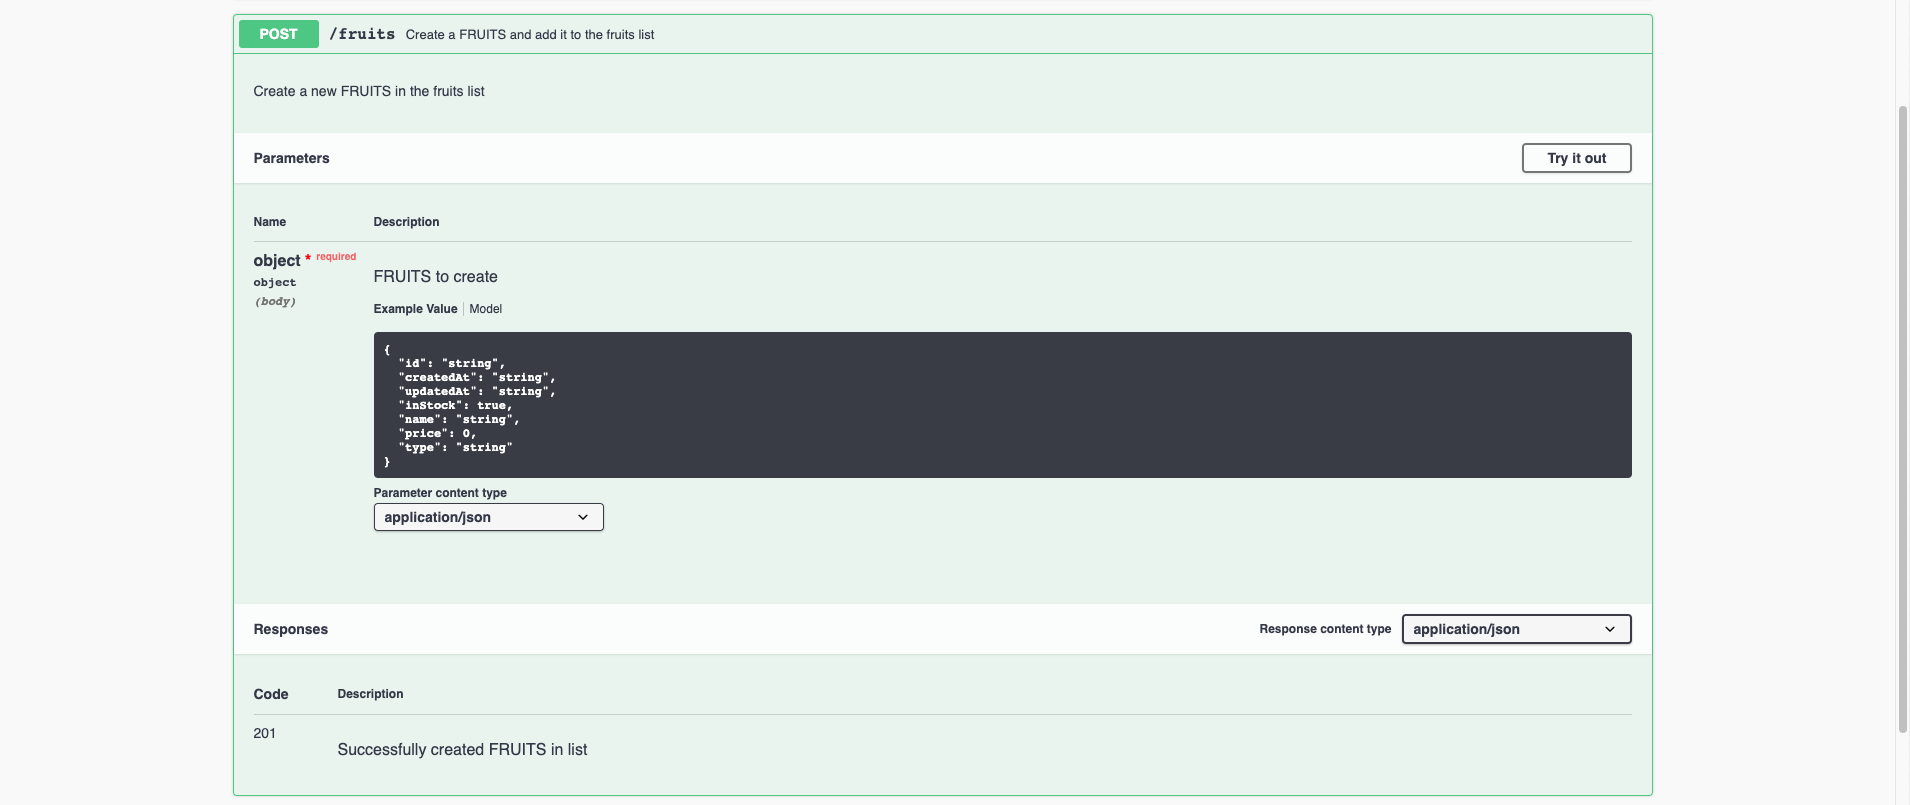 POST /fruits Create a FRUITS and add it to the fruits list
Create a new FRUITS in the fruits list
Parameters Try it out
Name Description
object * required
object
(body)
FRUITS to create
Example Value Model
{
  "id": "string",
  "createdAt": "string",
  "updatedAt": "string",
  "inStock": true,
  "name": "string",
  "price": 0,
  "type": "string"
}
Parameter content type
application/json
Responses Response content type application/json
Code Description
201
Successfully created FRUITS in list